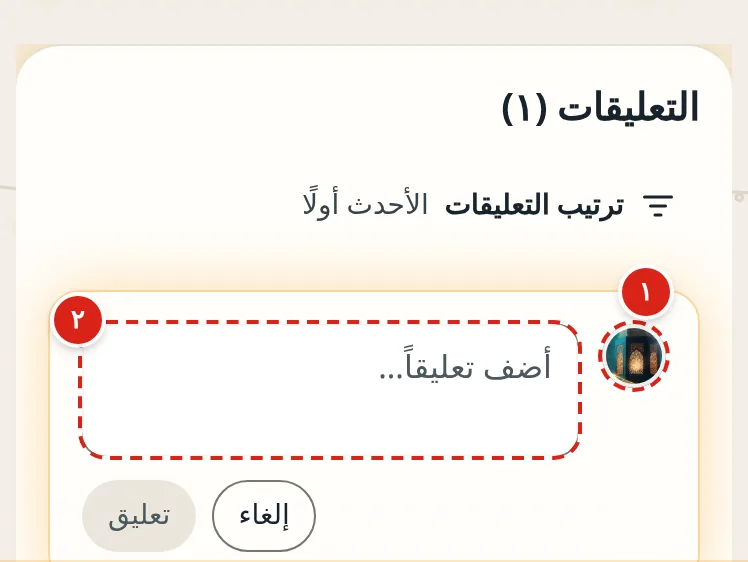 التعليقات (١)
ترتيب التعليقات الأحدث أولًا
١
٢
أضف تعليقاً...
إلغاء
تعليق